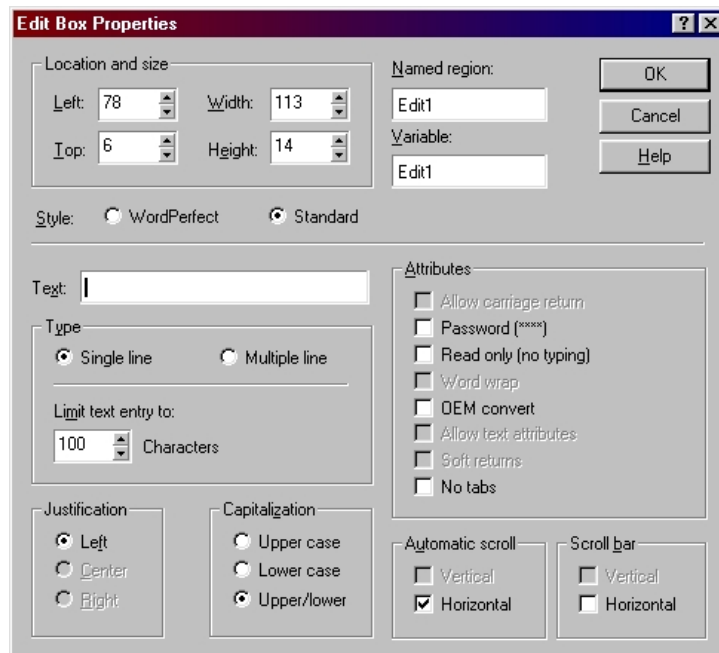 Edit Box Properties
Location and size
Left: 78 Width: 113
Top: 6 Height: 14
Named region:
Edit1
Variable:
Edit1
OK
Cancel
Help
Style: WordPerfect Standard
Text:
Type
Single line Multiple line
Limit text entry to:
100 Characters
Attributes
Allow carriage return
Password (****)
Read only (no typing)
Word wrap
OEM convert
Allow text attributes
Soft returns
No tabs
Justification
Left
Center
Right
Capitalization
Upper case
Lower case
Upper/lower
Automatic scroll
Vertical
Horizontal
Scroll bar
Vertical
Horizontal